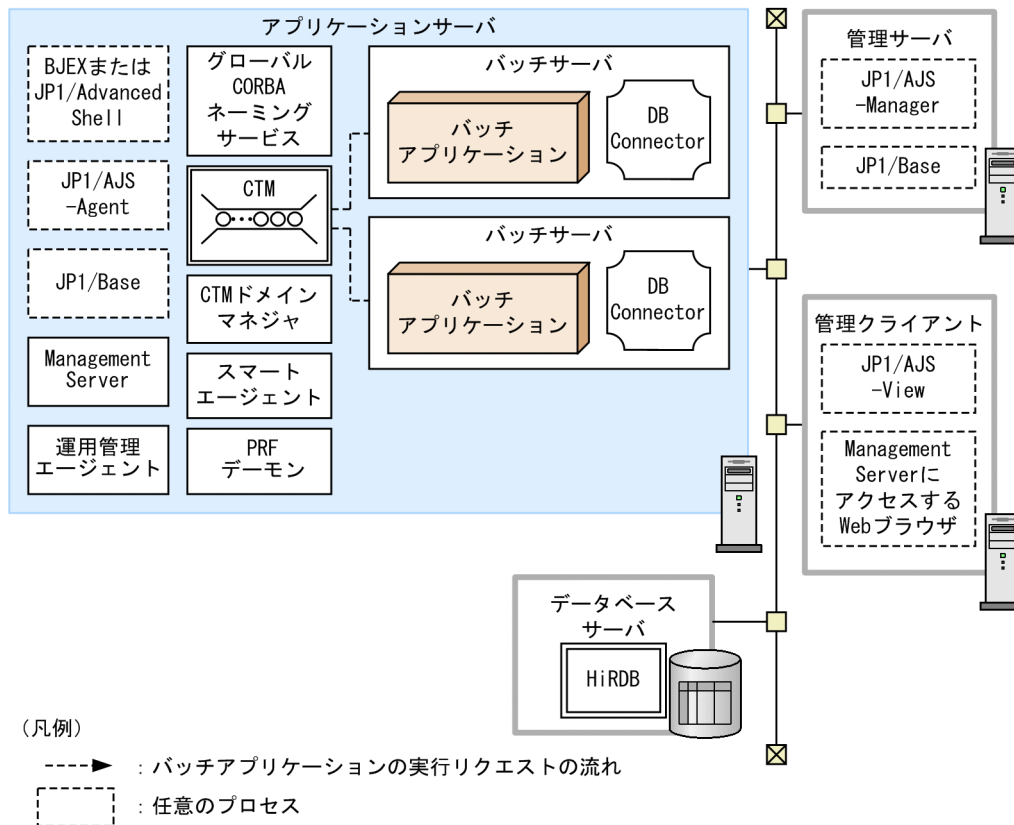 アプリケーションサーバ
BJEXまたは
JP1/Advanced
Shell
JP1/AJS
-Agent
JP1/Base
Management
Server
運用管理
エージェント
グローバル
CORBA
ネーミング
サービス
CTM
CTMドメイン
マネジャ
スマート
エージェント
PRF
デーモン
バッチサーバ
バッチ
アプリケーション
DB
Connector
バッチサーバ
バッチ
アプリケーション
DB
Connector
管理サーバ
JP1/AJS
-Manager
JP1/Base
管理クライアント
JP1/AJS
-View
Management
Serverに
アクセスする
Webブラウザ
データベース
サーバ
HiRDB
(凡例)
:バッチアプリケーションの実行リクエストの流れ
:任意のプロセス